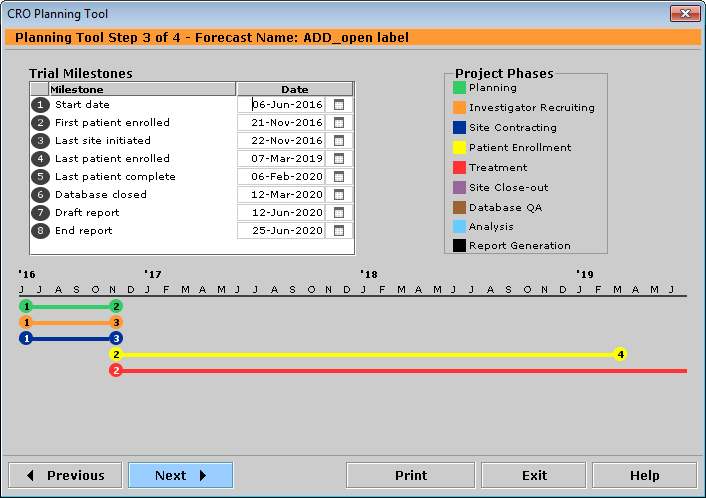 CRO Planning Tool
Planning Tool Step 3 of 4 - Forecast Name: ADD_open label
Trial Milestones
Milestone Date
1 Start date 06-Jun-2016
2 First patient enrolled 21-Nov-2016
3 Last site initiated 22-Nov-2016
4 Last patient enrolled 07-Mar-2019
5 Last patient complete 06-Feb-2020
6 Database closed 12-Mar-2020
7 Draft report 12-Jun-2020
8 End report 25-Jun-2020
Project Phases
Planning
Investigator Recruiting
Site Contracting
Patient Enrollment
Treatment
Site Close-out
Database QA
Analysis
Report Generation
'16 '17 '18 '19
J J A S O N D J F M A M J J A S O N D J F M A M J J A S O N D J F M A M J
1 2
1 3
1 3
2 4
2
Previous Next Print Exit Help